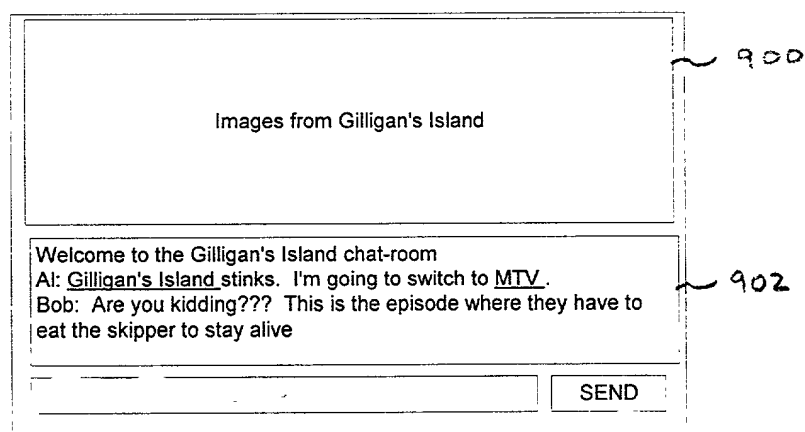 900
Images from Gilligan's Island
Welcome to the Gilligan's Island chat-room
Al: Gilligan's Island stinks. I'm going to switch to MTV .
902
Bob: Are you kidding??? This is the episode where they have to
eat the skipper to stay alive
SEND